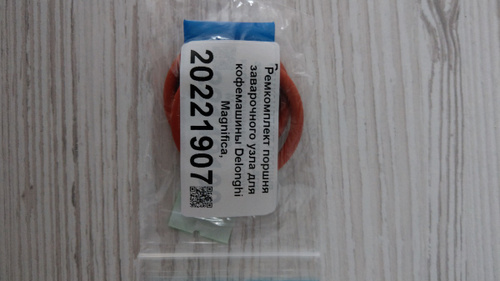 Ремкомплект поршня
заварочного узла для
кофемашины Delonghi
Magnifica,
20221907